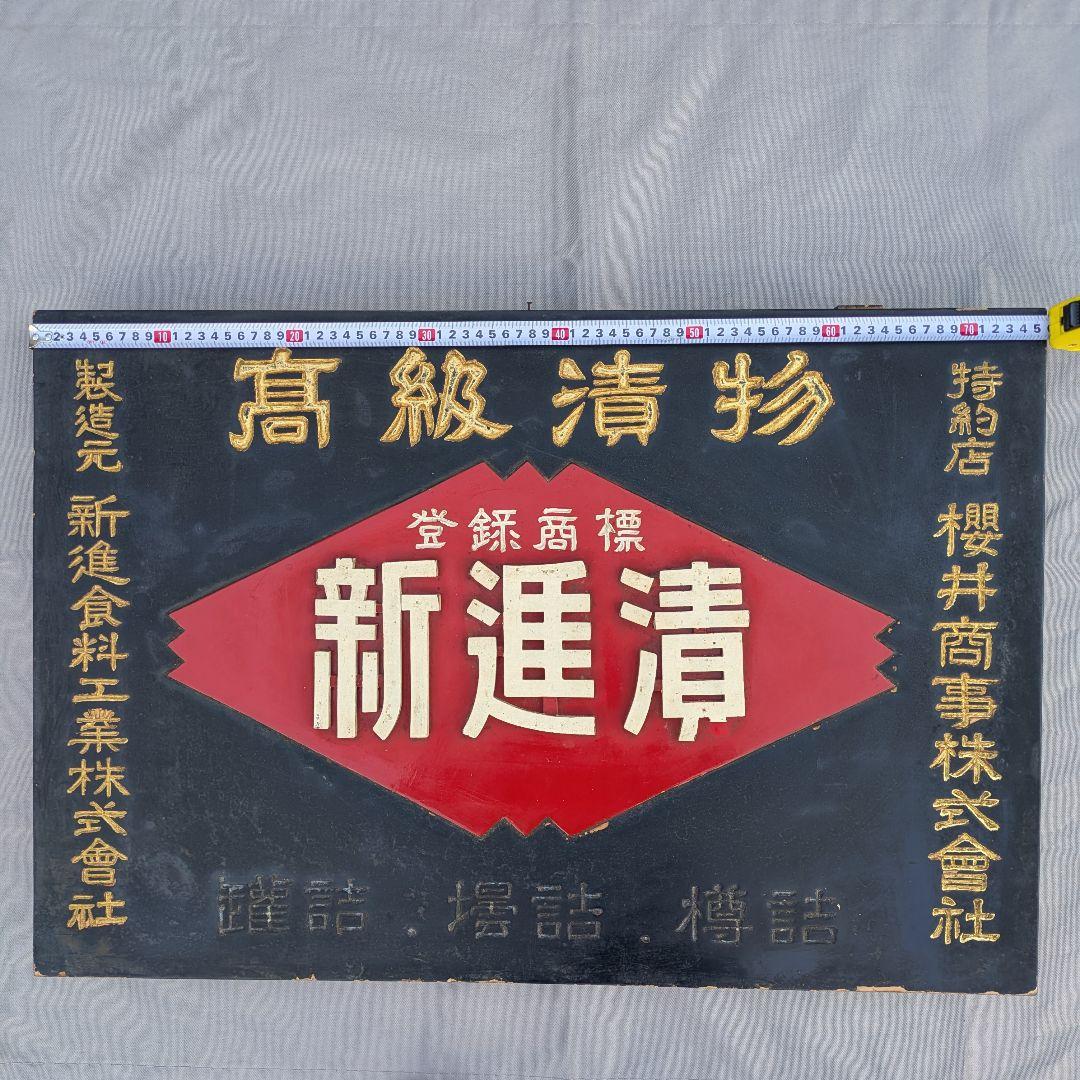 高級漬物
登録商標
新進漬
特約店 櫻井商事株式會社
製造元 新進食料工業株式會社
罐詰・壜詰・樽詰